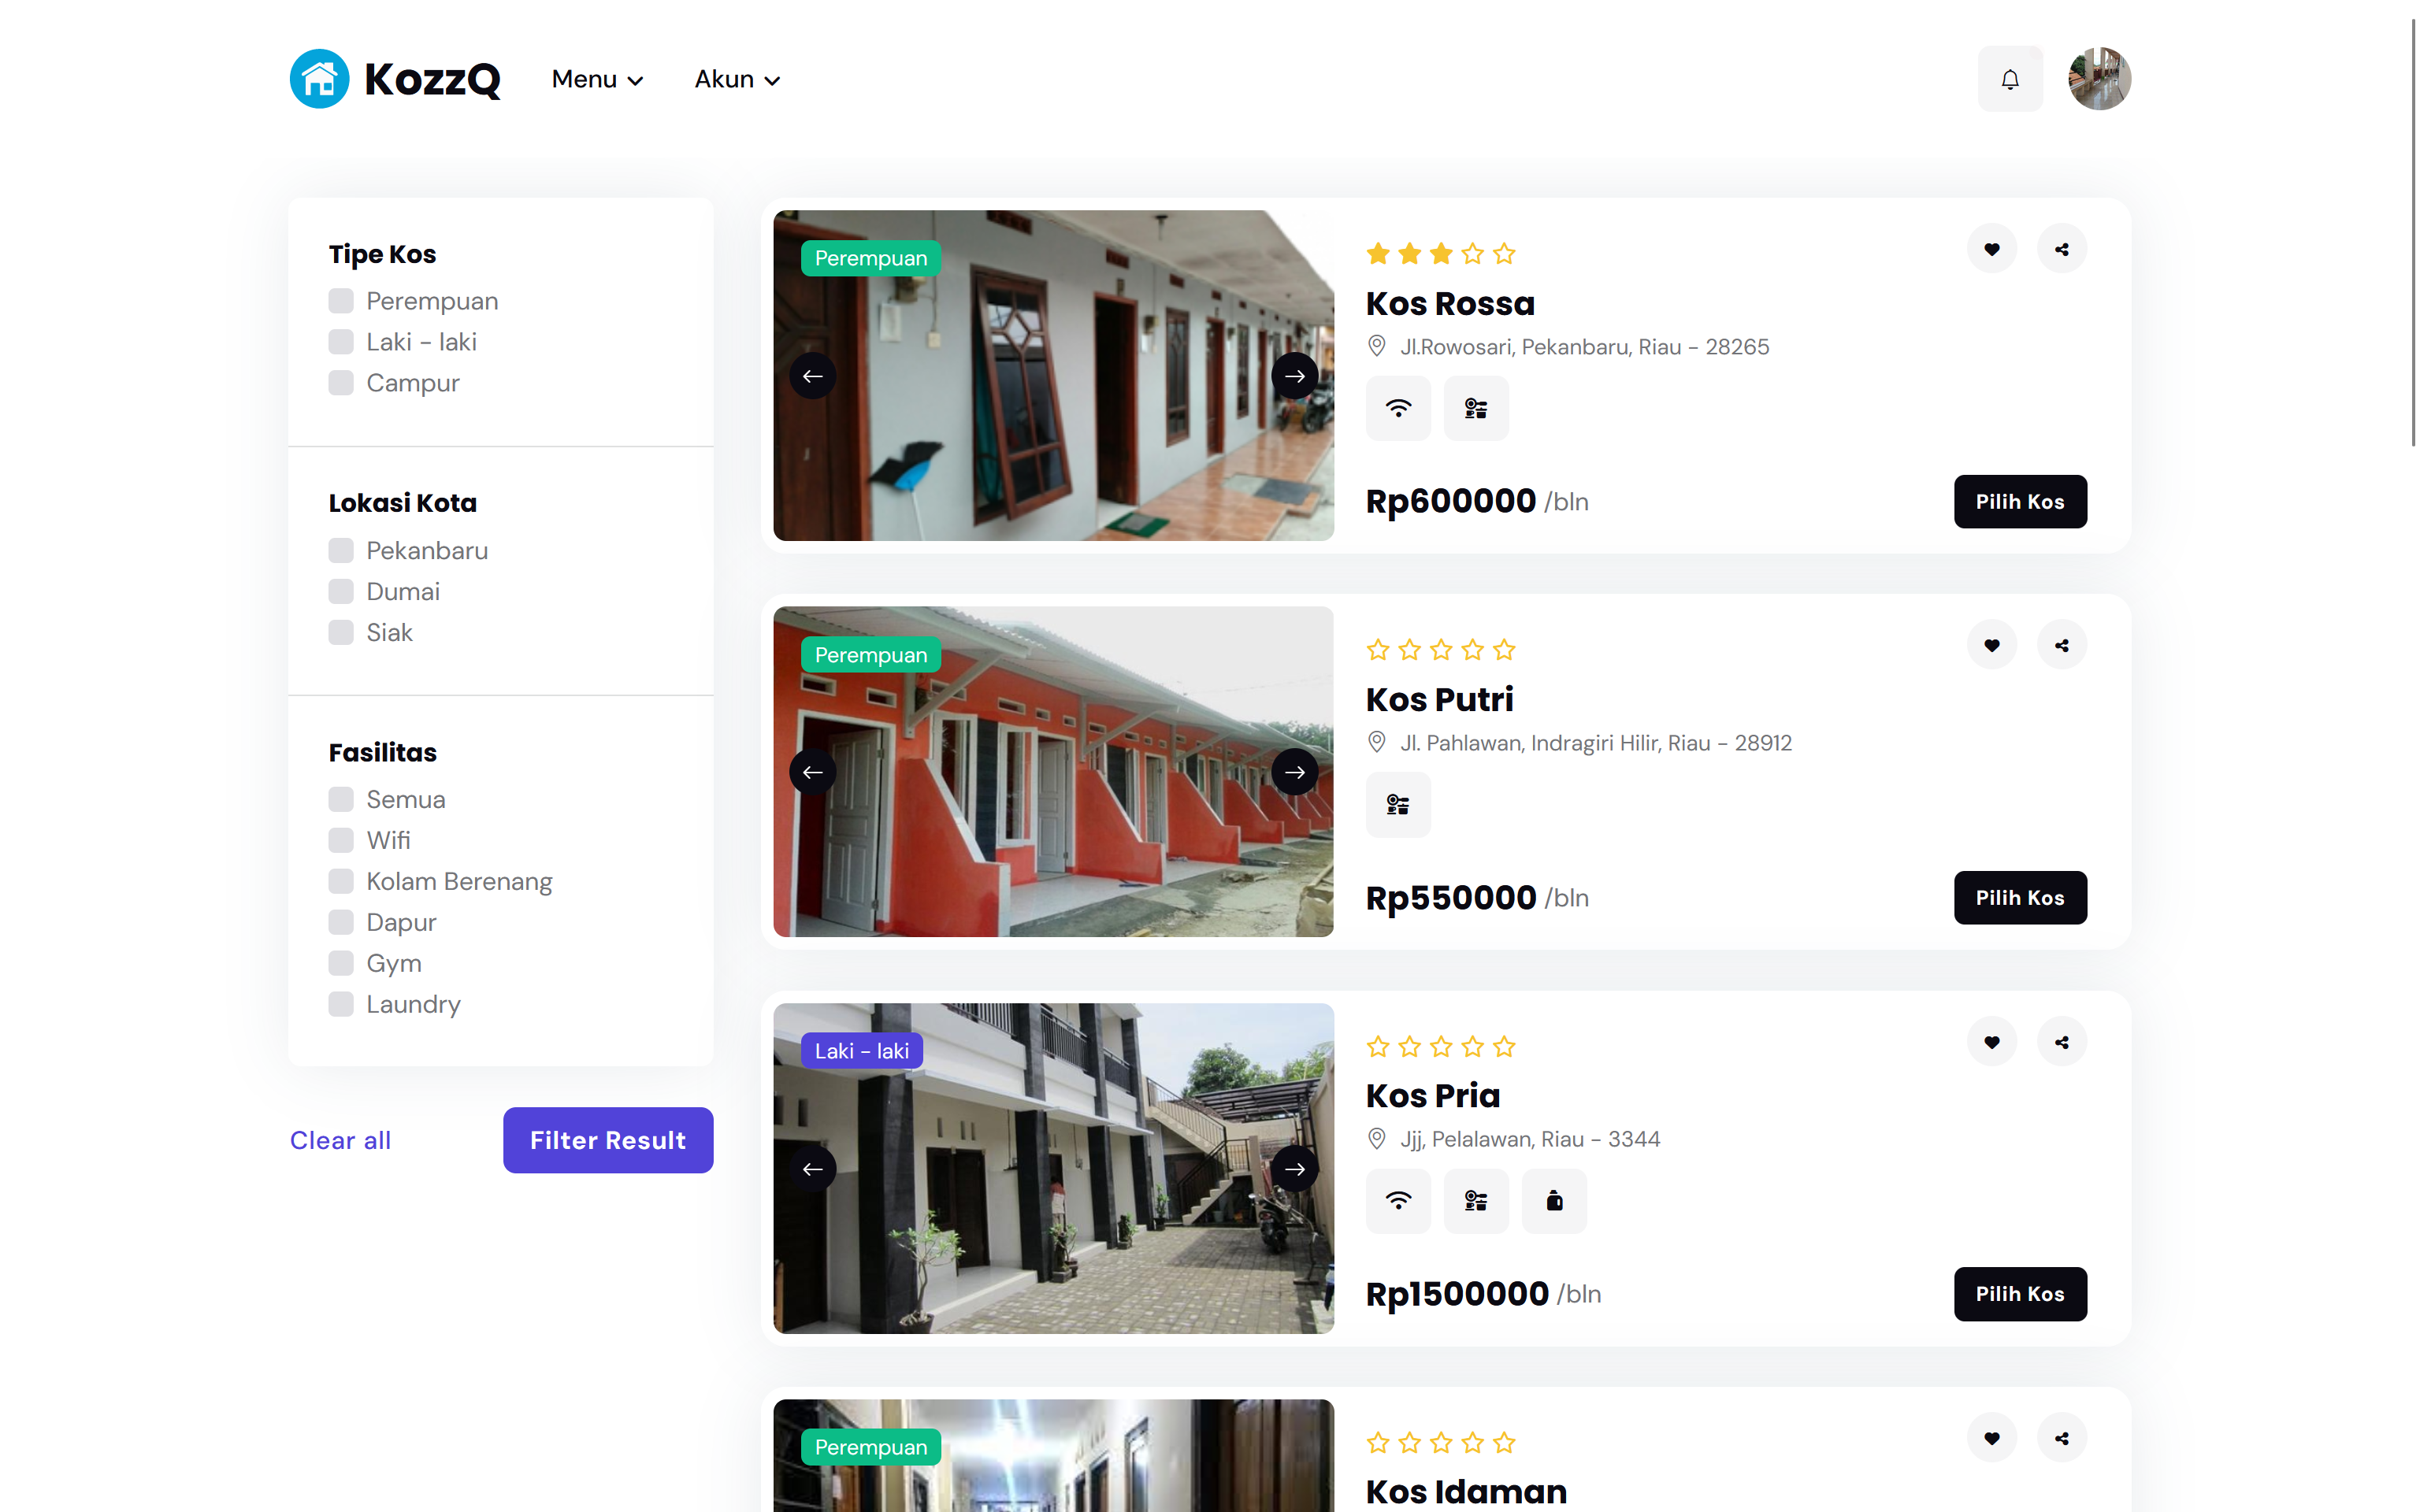 KozzQ
Menu
Akun
Tipe Kos
Perempuan
Laki - laki
Campur
Lokasi Kota
Pekanbaru
Dumai
Siak
Fasilitas
Semua
Wifi
Kolam Berenang
Dapur
Gym
Laundry
Clear all
Filter Result
Perempuan
Kos Rossa
Jl.Rowosari, Pekanbaru, Riau - 28265
Rp600000 /bln
Pilih Kos
Perempuan
Kos Putri
Jl. Pahlawan, Indragiri Hilir, Riau - 28912
Rp550000 /bln
Pilih Kos
Laki - laki
Kos Pria
Jjj, Pelalawan, Riau - 3344
Rp1500000 /bln
Pilih Kos
Perempuan
Kos Idaman